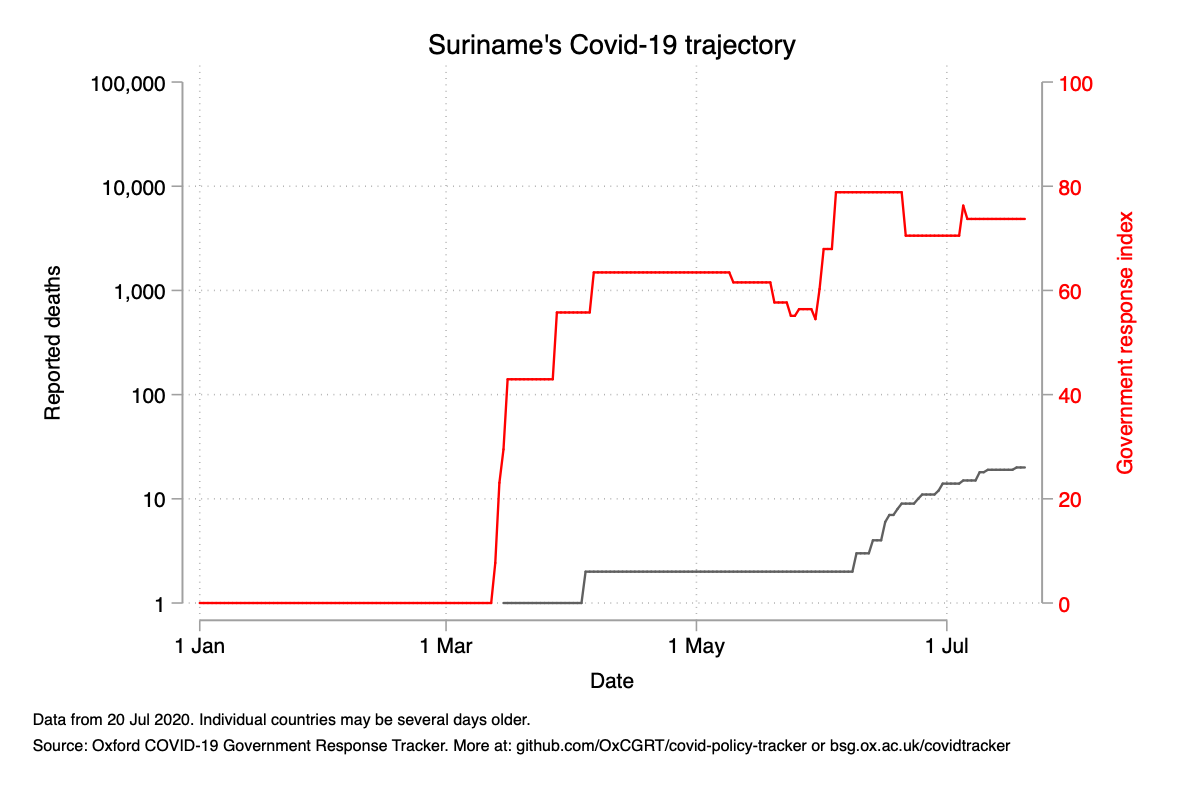 Suriname's Covid-19 trajectory
100,000
10,000
1,000
100
10
1
Reported deaths
100
80
60
40
20
0
Government response index
1 Jan
1 Mar
1 May
1 Jul
Date
Data from 20 Jul 2020. Individual countries may be several days older.
Source: Oxford COVID-19 Government Response Tracker. More at: github.com/OxCGRT/covid-policy-tracker or bsg.ox.ac.uk/covidtracker